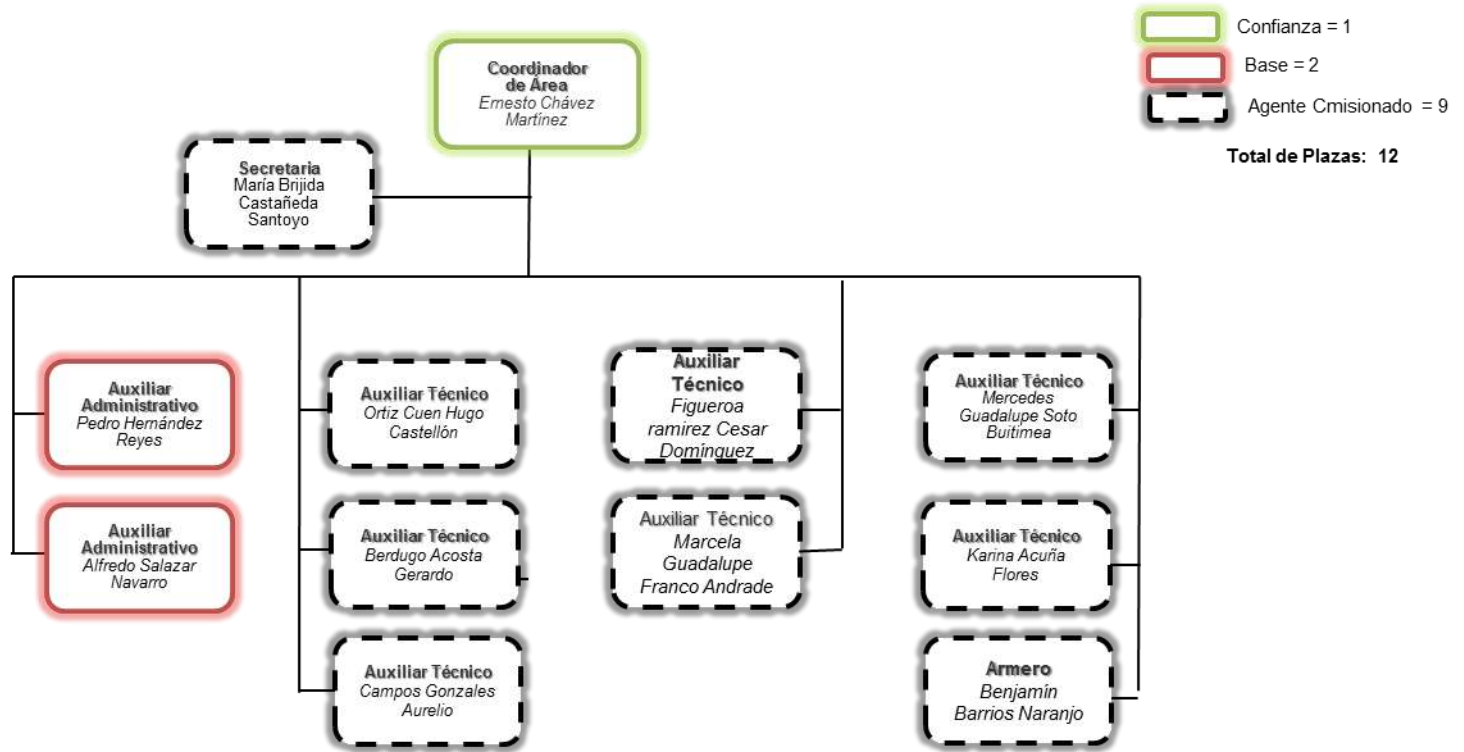 Confianza = 1
Base = 2
Agente Cmisionado = 9
Total de Plazas: 12
Coordinador
de Área
Ernesto Chávez
Martínez
Secretaria
María Brijida
Castañeda
Santoyo
Auxiliar
Administrativo
Pedro Hernández
Reyes
Auxiliar
Administrativo
Alfredo Salazar
Navarro
Auxiliar Técnico
Ortiz Cuen Hugo
Castellón
Auxiliar Técnico
Berdugo Acosta
Gerardo
Auxiliar Técnico
Campos Gonzales
Aurelio
Auxiliar
Técnico
Figueroa
ramirez Cesar
Domínguez
Auxiliar Técnico
Marcela
Guadalupe
Franco Andrade
Auxiliar Técnico
Mercedes
Guadalupe Soto
Buitimea
Auxiliar Técnico
Karina Acuña
Flores
Armero
Benjamín
Barrios Naranjo